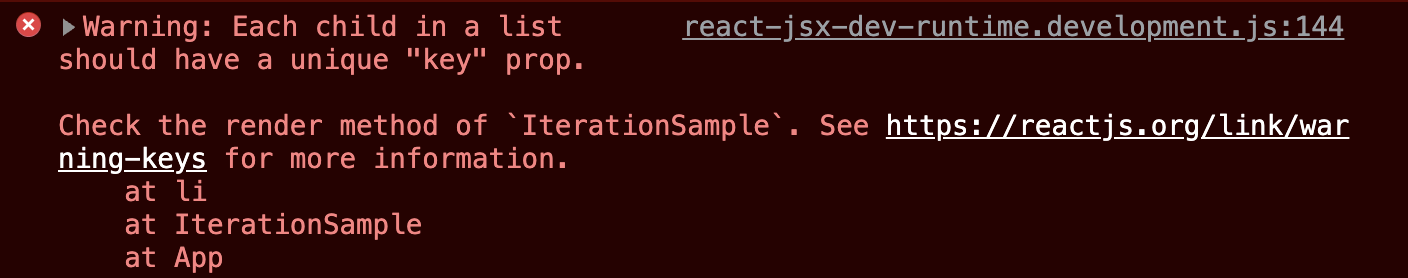 Warning: Each child in a list react-jsx-dev-runtime.development.js:144
should have a unique "key" prop.
Check the render method of `IterationSample`. See https://reactjs.org/link/war
ning-keys for more information.
at li
at IterationSample
at App